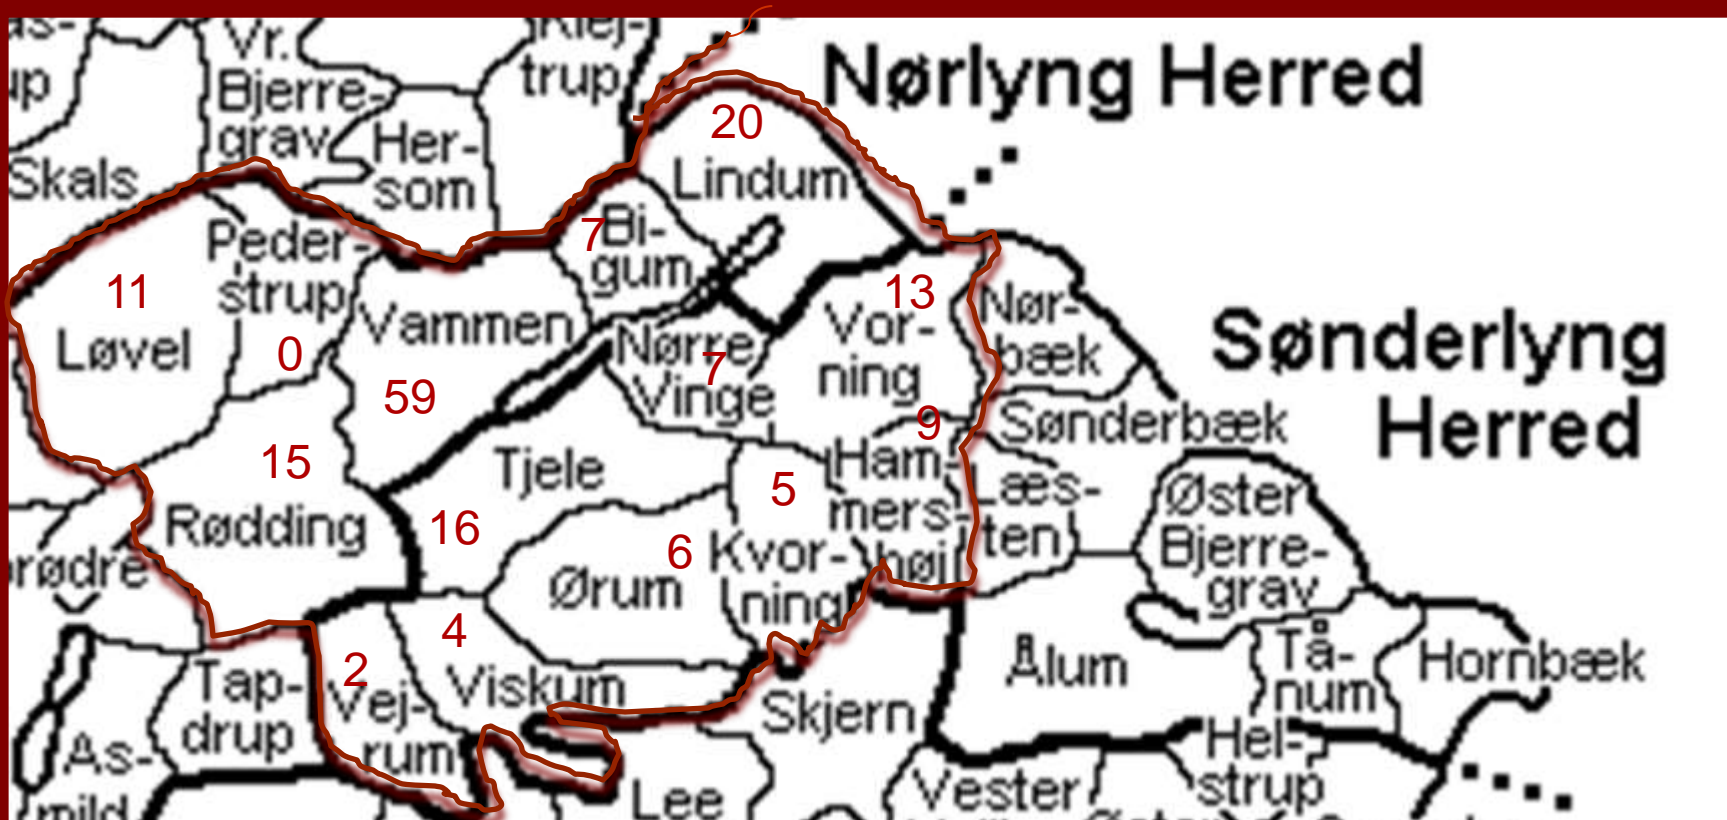 Vr.
Bjerre-
grav
Klej-
trup
Nørlyng Herred
20
Her-
som
Skals
Lindum
Peder-
strup
7
Bi-
gum
11
13
Løvel
0
Vammen
Nørre
Vinge
7
Vor-
ning
Nør-
bæk
Sønderlyng
Herred
59
9
Sønderbæk
15
Tjele
5
Ham-
mers-
høj
Læs-
ten
Øster
Bjerre-
grav
Rødding
16
6
Kvor-
ning
Ørum
4
2
Vej-
rum
Viskum
Skjern
Ålum
Tå-
num
Hornbæk
Tap-
drup
As-
mild
Lee
Vester
Hel-
strup